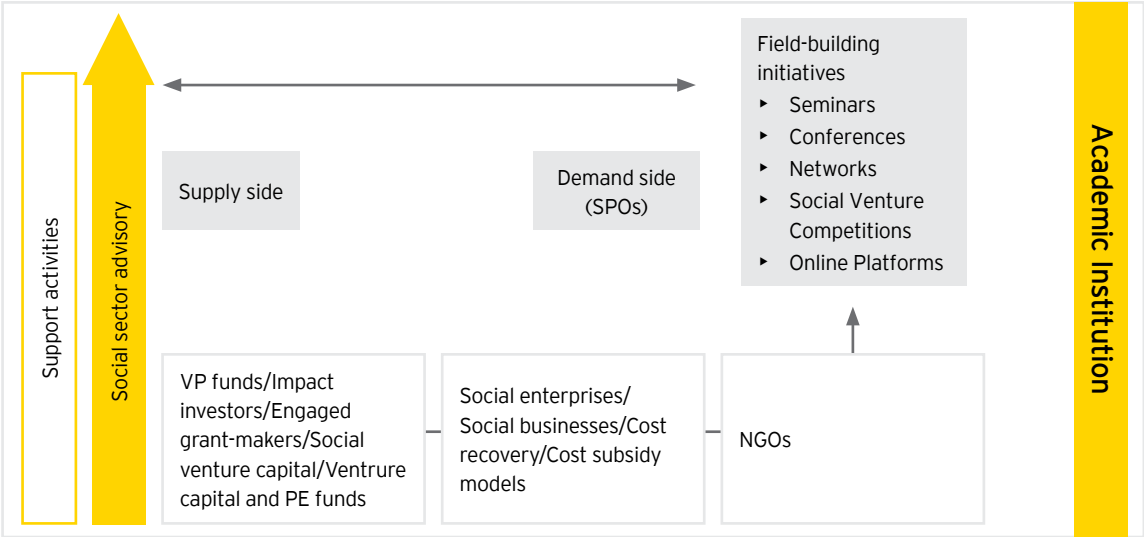 Support activities
Social sector advisory
Supply side
Demand side
(SPOs)
Field-building
initiatives
▸ Seminars
▸ Conferences
▸ Networks
▸ Social Venture
Competitions
▸ Online Platforms
VP funds/Impact
investors/Engaged
grant-makers/Social
venture capital/Ventrure
capital and PE funds
Social enterprises/
Social businesses/Cost
recovery/Cost subsidy
models
NGOs
Academic Institution